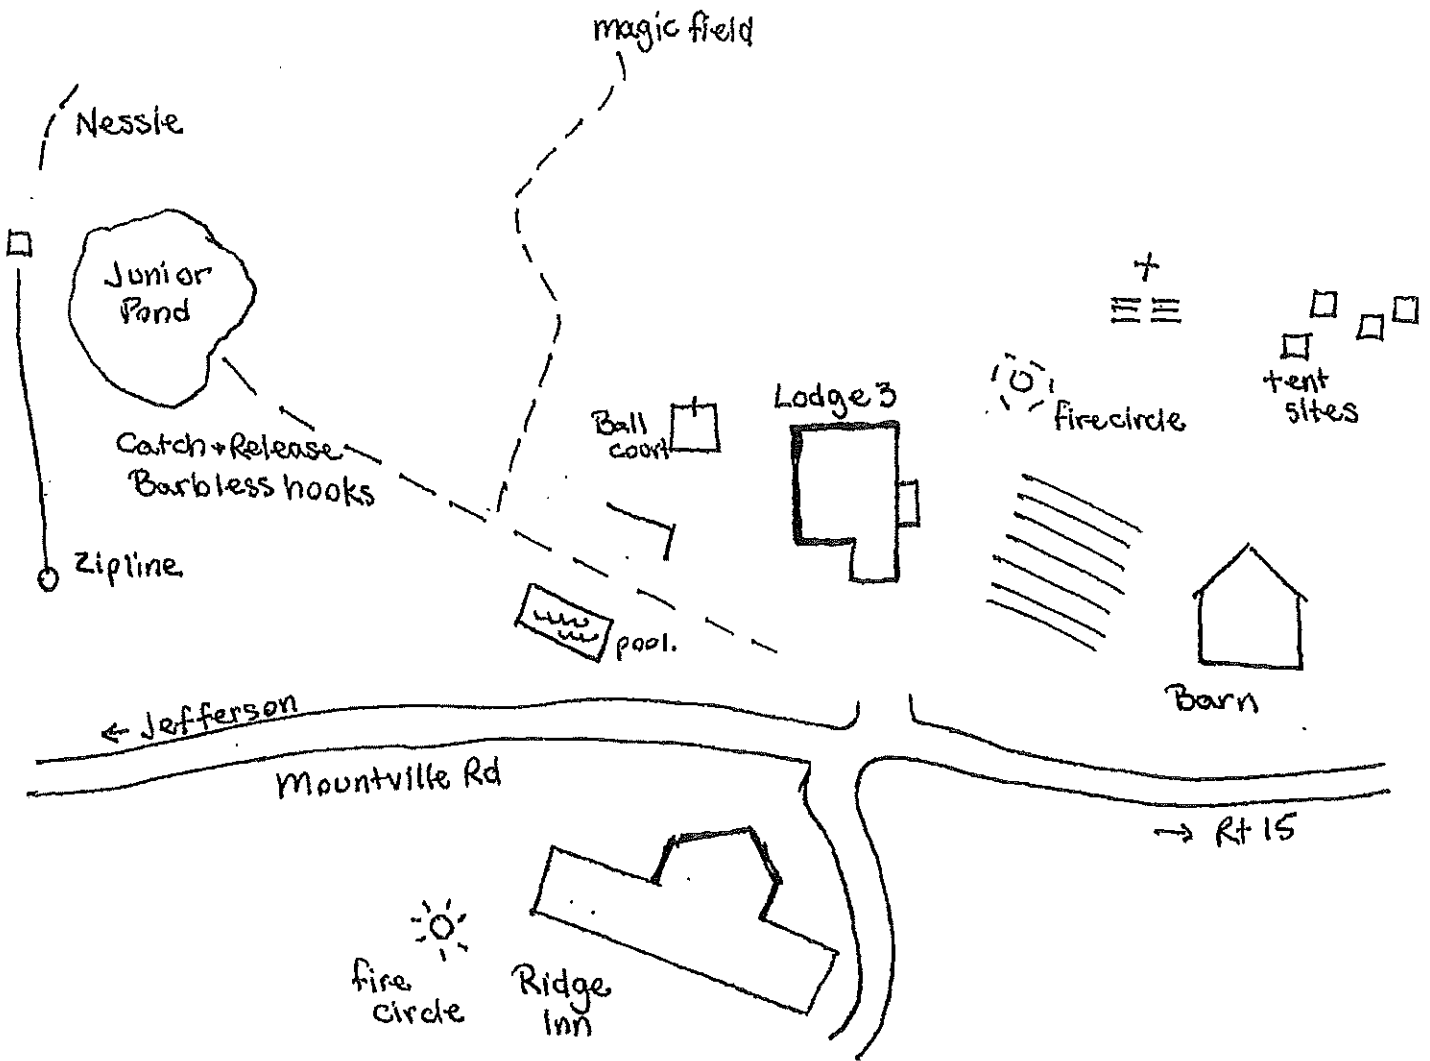 magic field
Nessie
Junior
Pond
Lodge 3
Ball
court
firecircle
tent
sites
Catch + Release
Barbless hooks
Zipline
pool.
Barn
← Jefferson
Mountville Rd
→ Rt 15
fire
circle
Ridge
Inn